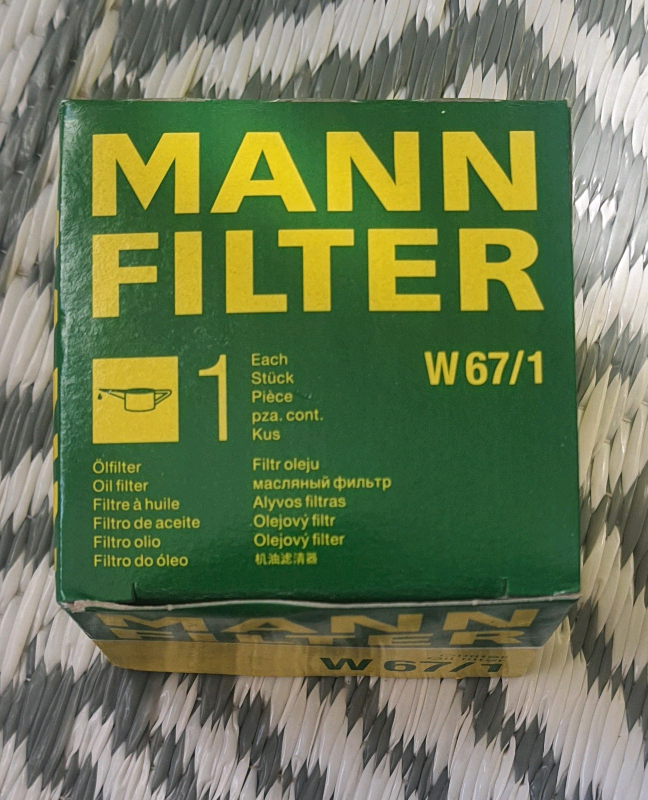 MANN
FILTER
W 67/1
1
Each
Stück
Pièce
pza. cont.
Kus
Ölfilter
Oil filter
Filtre à huile
Filtro de aceite
Filtro olio
Filtro do óleo
Filtr oleju
масляный фильтр
Alyvos filtras
Olejový filtr
Olejový filter
机油滤清器
MANN
FILTER
W 67/1